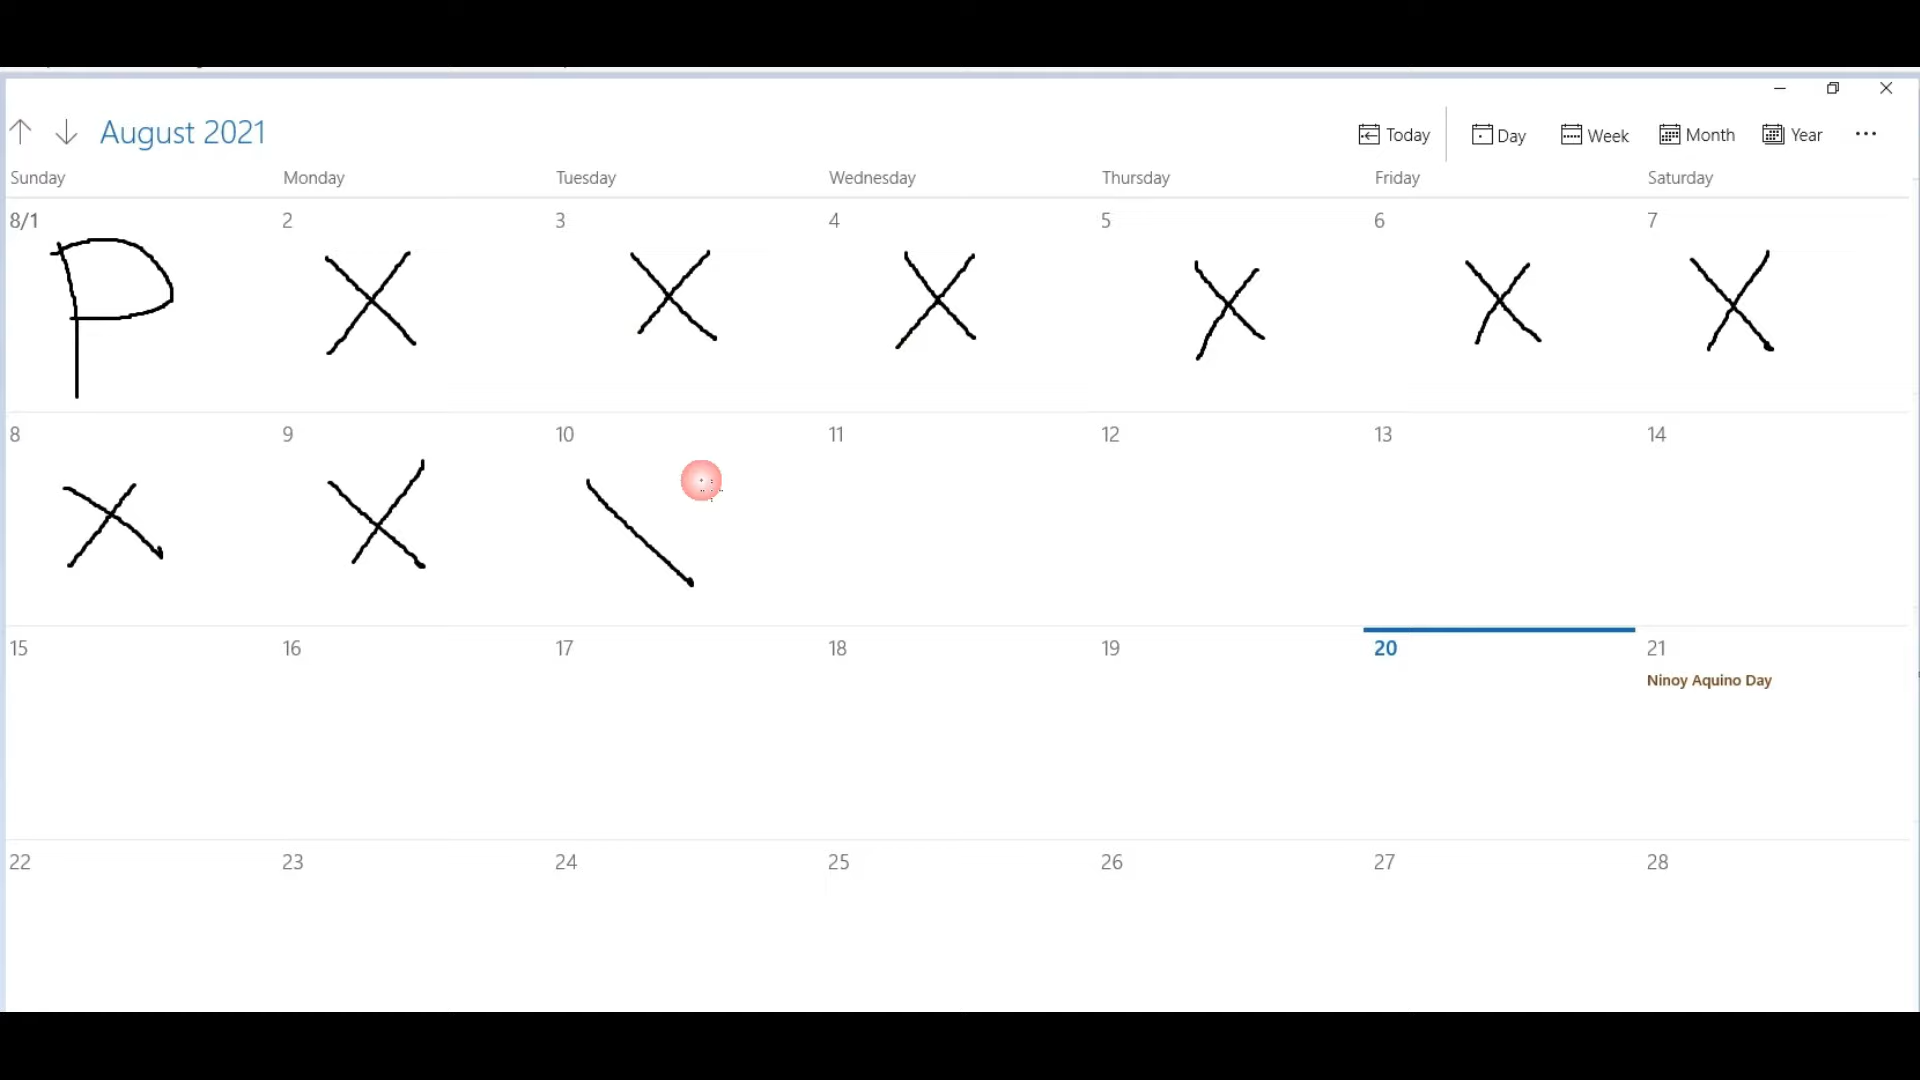 August 2021
Today Day Week Month Year
Sunday Monday Tuesday Wednesday Thursday Friday Saturday
8/1 2 3 4 5 6 7
P X X X X X X
8 9 10 11 12 13 14
X X \
15 16 17 18 19 20 21
Ninoy Aquino Day
22 23 24 25 26 27 28